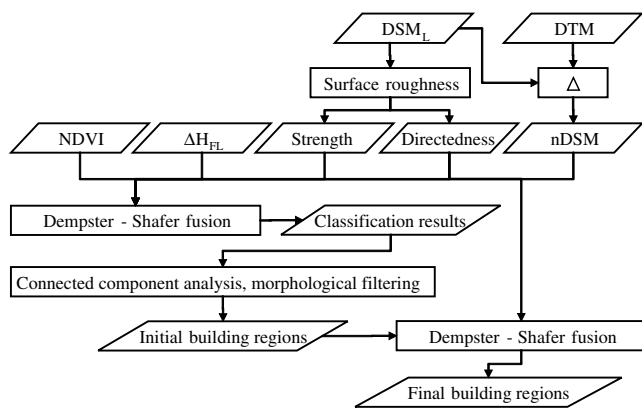 DSM_L
DTM
Surface roughness
Δ
NDVI
ΔH_FL
Strength
Directedness
nDSM
Dempster - Shafer fusion
Classification results
Connected component analysis, morphological filtering
Initial building regions
Dempster - Shafer fusion
Final building regions